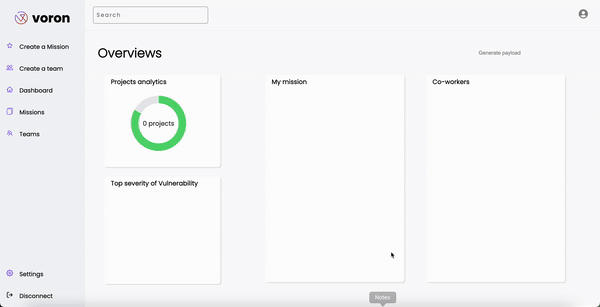 voron
Search
Create a Mission
Create a team
Dashboard
Missions
Teams
Settings
Disconnect
Overviews
Generate payload
Projects analytics
0 projects
Top severity of Vulnerability
My mission
Co-workers
Notes